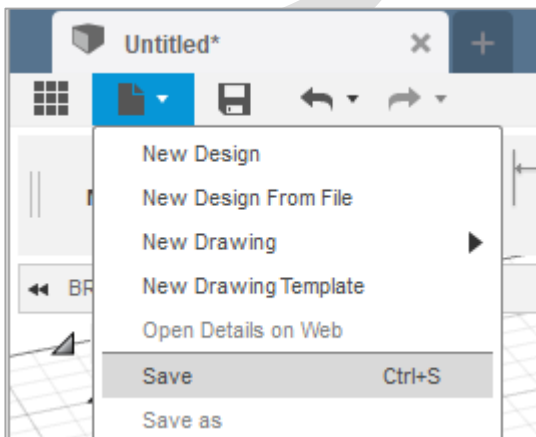 Untitled*
New Design
New Design From File
New Drawing
New Drawing Template
BR
Open Details on Web
Save Ctrl+S
Save as